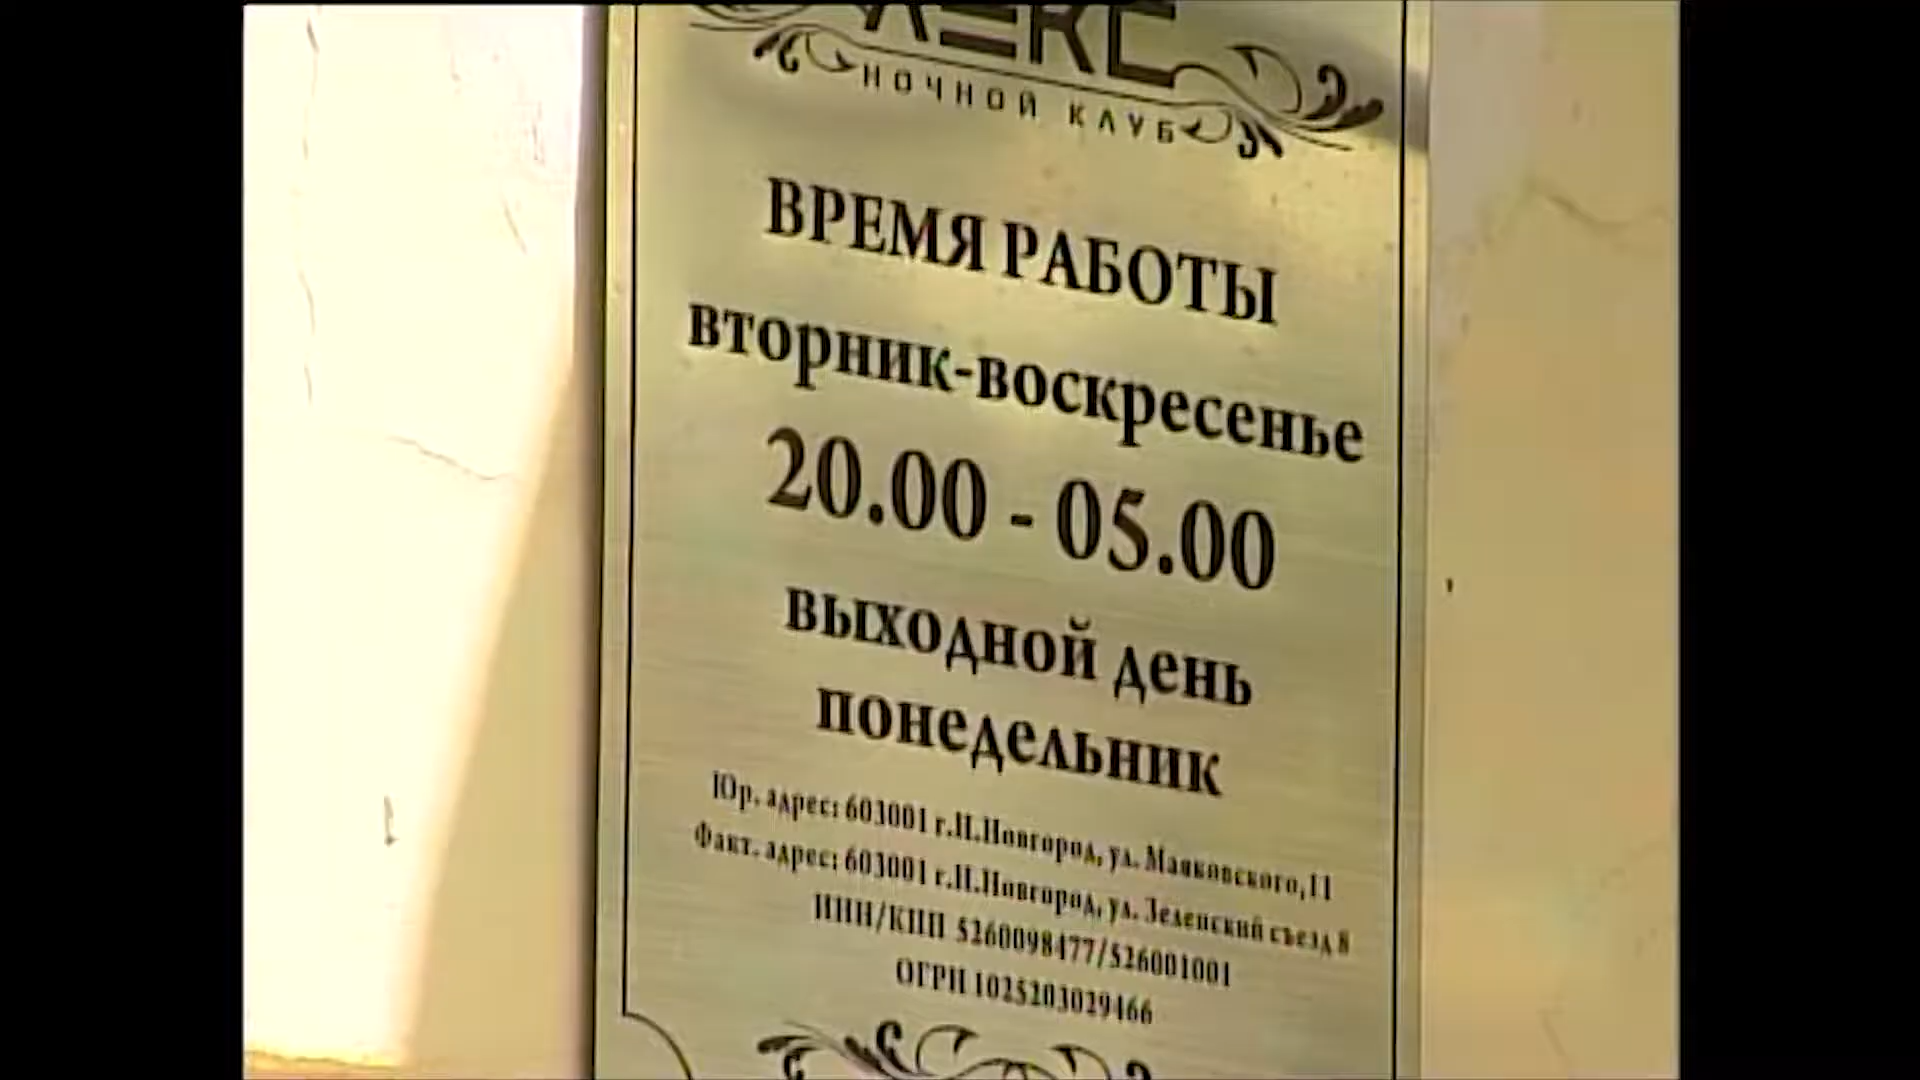 НОЧНОЙ КЛУБ
ВРЕМЯ РАБОТЫ
вторник-воскресенье
20.00 - 05.00
выходной день
понедельник
Юр. адрес: 603001 г.Н.Новгород, ул. Маяковского,11
Факт. адрес: 603001 г.Н.Новгород, ул. Зеленский съезд 8
ИНН/КПП 5260098477/526001001
ОГРН 1025203029466